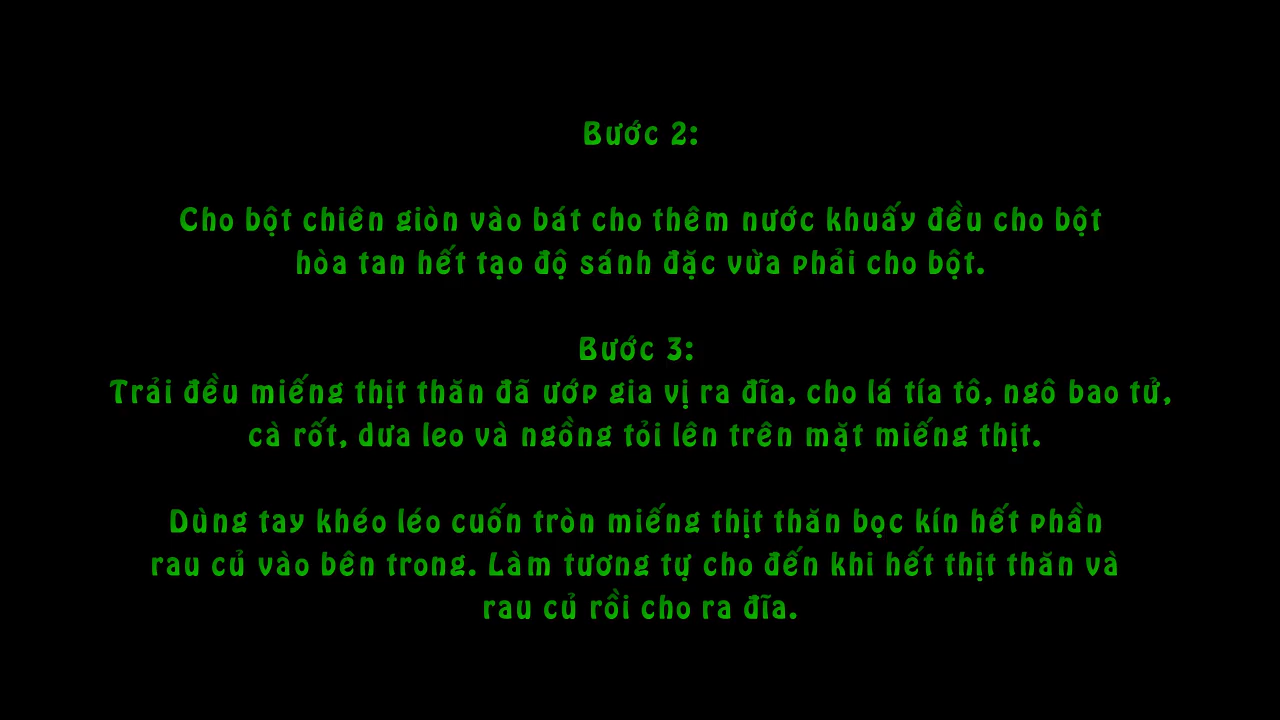 Bước 2:
Cho bột chiên giòn vào bát cho thêm nước khuấy đều cho bột
hòa tan hết tạo độ sánh đặc vừa phải cho bột.
Bước 3:
Trải đều miếng thịt thăn đã ướp gia vị ra đĩa, cho lá tía tô, ngô bao tử,
cà rốt, dưa leo và ngồng tỏi lên trên mặt miếng thịt.
Dùng tay khéo léo cuốn tròn miếng thịt thăn bọc kín hết phần
rau củ vào bên trong. Làm tương tự cho đến khi hết thịt thăn và
rau củ rồi cho ra đĩa.